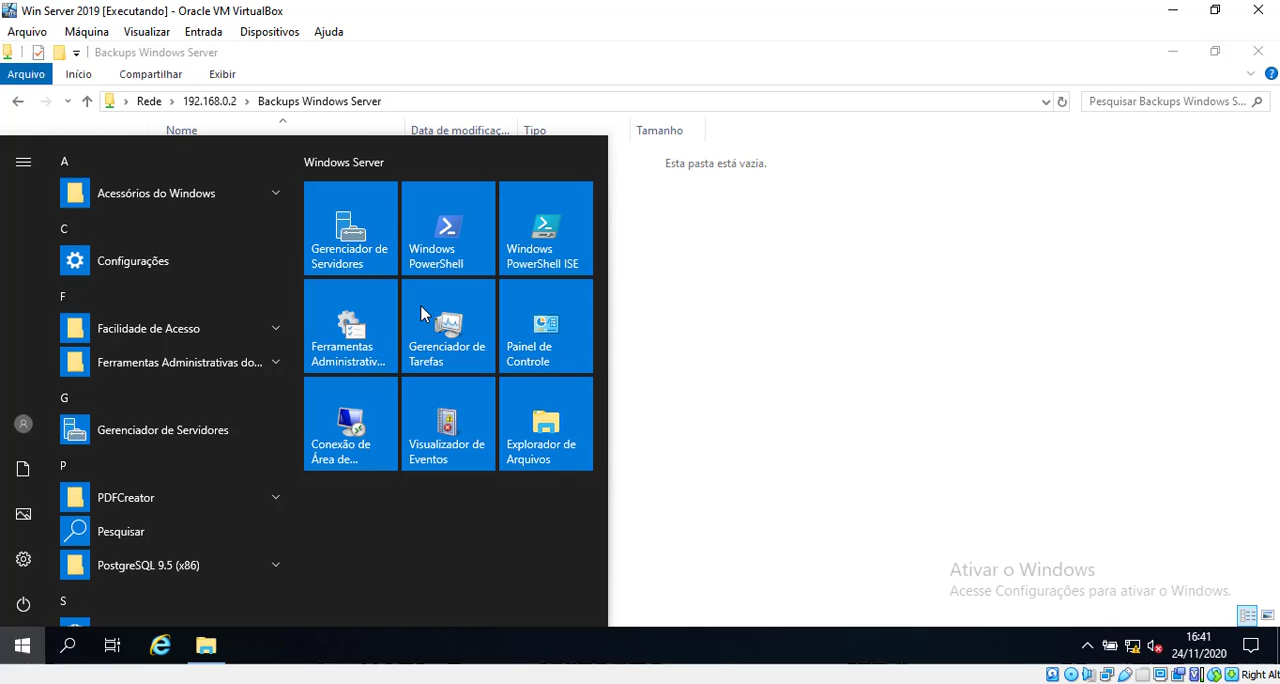 Win Server 2019 [Executando] - Oracle VM VirtualBox
Arquivo Máquina Visualizar Entrada Dispositivos Ajuda
Backups Windows Server
Arquivo Início Compartilhar Exibir
Rede > 192.168.0.2 > Backups Windows Server
Pesquisar Backups Windows S...
Nome Data de modificaç... Tipo Tamanho
Esta pasta está vazia.
A
Acessórios do Windows
C
Configurações
F
Facilidade de Acesso
Ferramentas Administrativas do...
G
Gerenciador de Servidores
P
PDFCreator
Pesquisar
PostgreSQL 9.5 (x86)
S
Windows Server
Gerenciador de
Servidores
Windows
PowerShell
Windows
PowerShell ISE
Ferramentas
Administrativ...
Gerenciador de
Tarefas
Painel de
Controle
Conexão de
Área de...
Visualizador de
Eventos
Explorador de
Arquivos
Ativar o Windows
Acesse Configurações para ativar o Windows.
16:41
24/11/2020
Right Alt